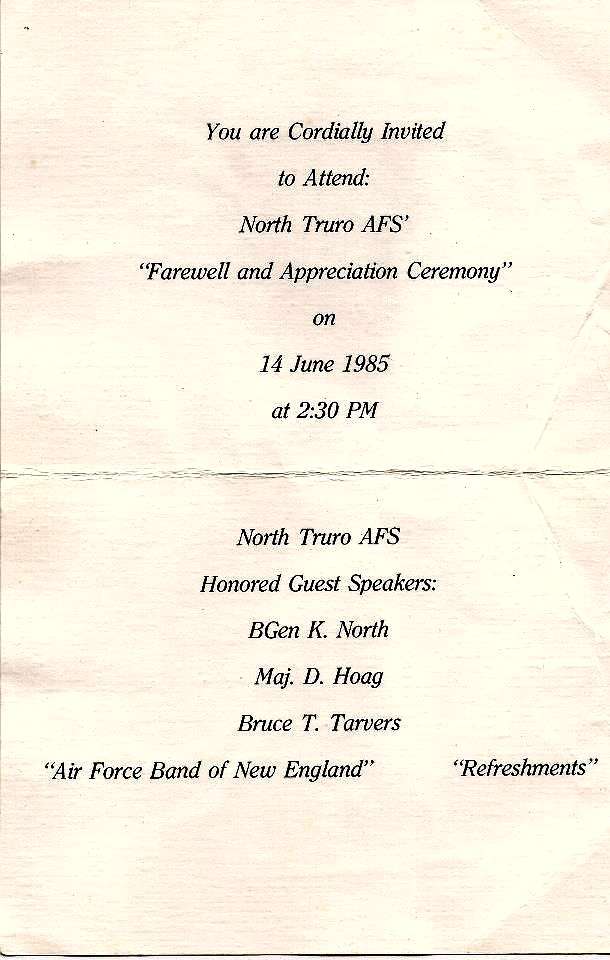 You are Cordially Invited
to Attend:
North Truro AFS'
“Farewell and Appreciation Ceremony”
on
14 June 1985
at 2:30 PM
North Truro AFS
Honored Guest Speakers:
BGen K. North
Maj. D. Hoag
Bruce T. Tarvers
“Air Force Band of New England” “Refreshments”